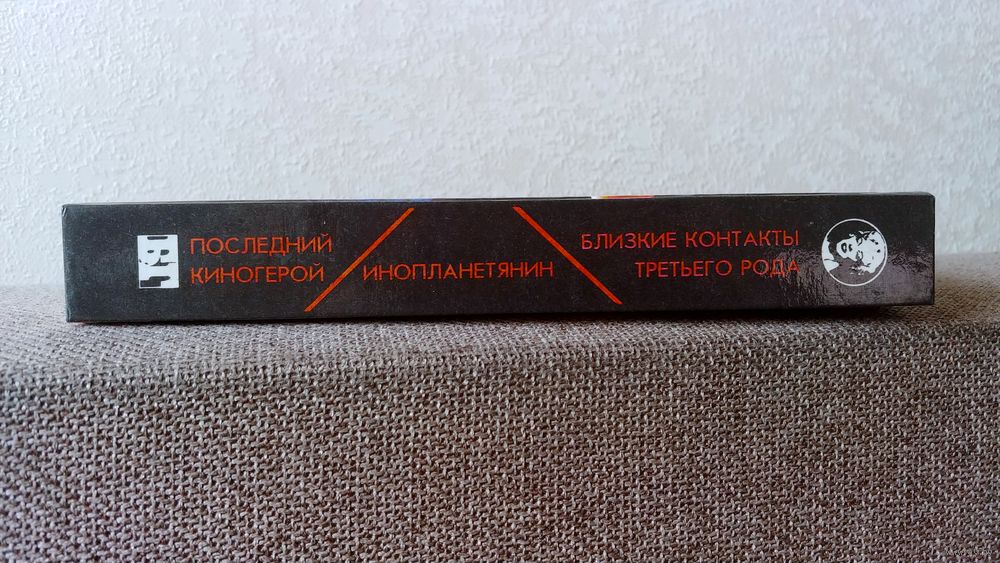 ПОСЛЕДНИЙ
КИНОГЕРОЙ
ИНОПЛАНЕТЯНИН
БЛИЗКИЕ КОНТАКТЫ
ТРЕТЬЕГО РОДА